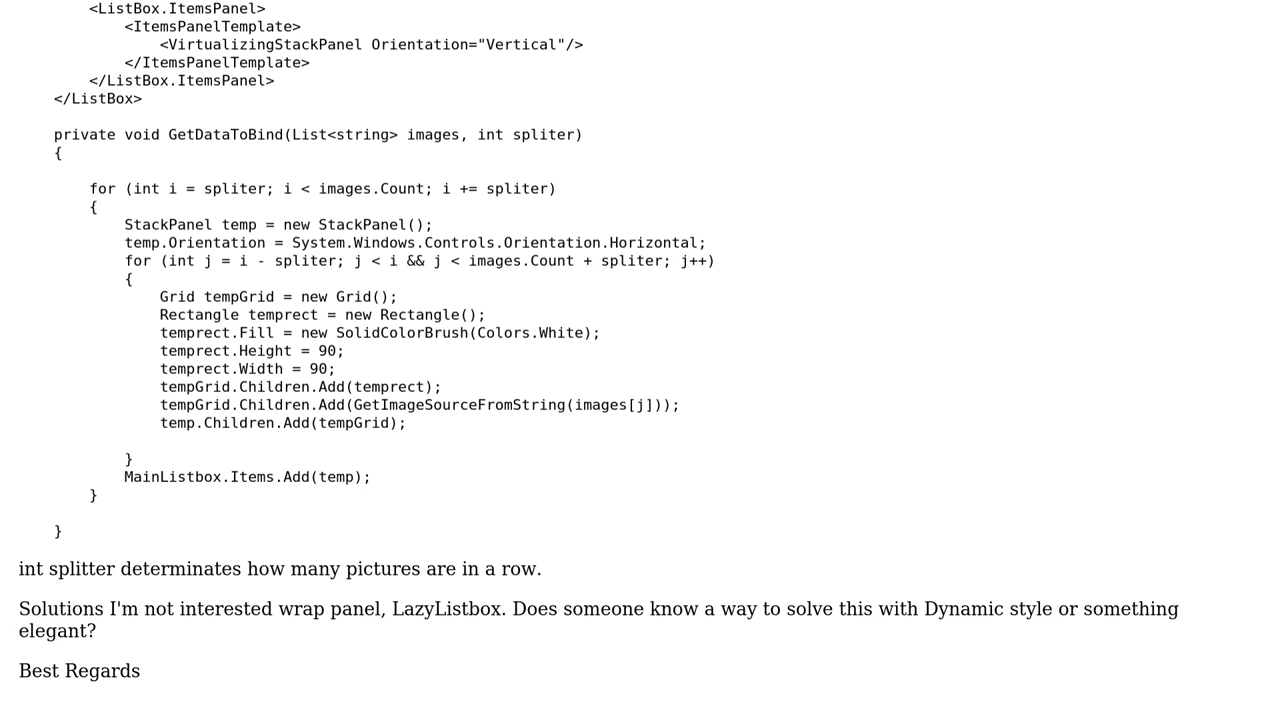 <ListBox.ItemsPanel>
<ItemsPanelTemplate>
<VirtualizingStackPanel Orientation="Vertical"/>
</ItemsPanelTemplate>
</ListBox.ItemsPanel>
</ListBox>
private void GetDataToBind(List<string> images, int spliter)
{
for (int i = spliter; i < images.Count; i += spliter)
{
StackPanel temp = new StackPanel();
temp.Orientation = System.Windows.Controls.Orientation.Horizontal;
for (int j = i - spliter; j < i && j < images.Count + spliter; j++)
{
Grid tempGrid = new Grid();
Rectangle temprect = new Rectangle();
temprect.Fill = new SolidColorBrush(Colors.White);
temprect.Height = 90;
temprect.Width = 90;
tempGrid.Children.Add(temprect);
tempGrid.Children.Add(GetImageSourceFromString(images[j]));
temp.Children.Add(tempGrid);
}
MainListbox.Items.Add(temp);
}
}
int splitter determinates how many pictures are in a row.
Solutions I'm not interested wrap panel, LazyListbox. Does someone know a way to solve this with Dynamic style or something
elegant?
Best Regards